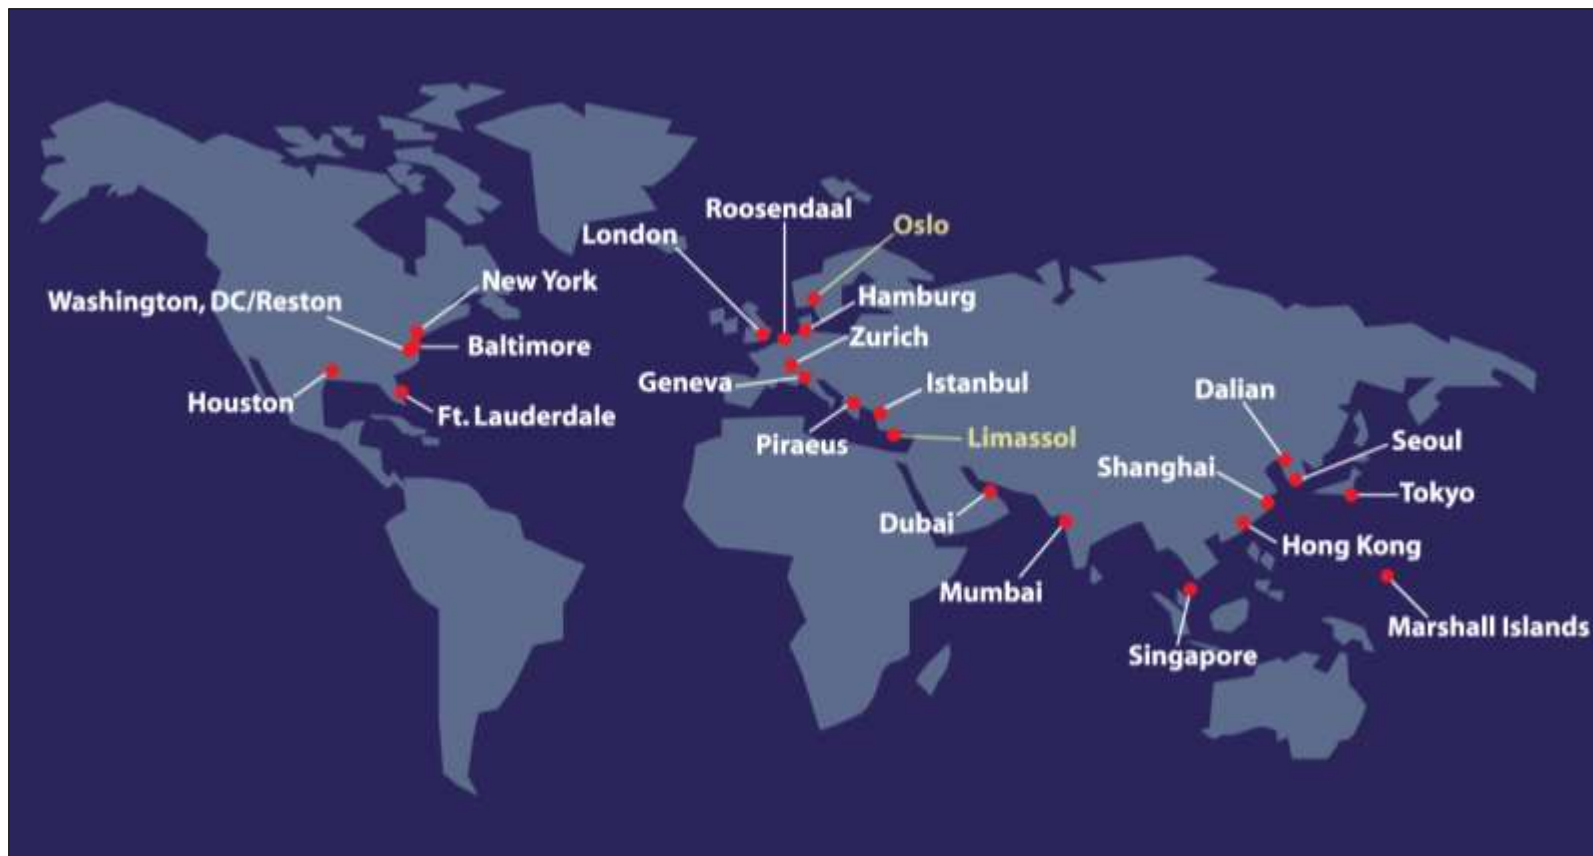 Roosendaal
Oslo
London
New York
Hamburg
Washington, DC/Reston
Zurich
Baltimore
Geneva
Istanbul
Dalian
Houston
Ft. Lauderdale
Piraeus
Limassol
Seoul
Shanghai
Tokyo
Dubai
Hong Kong
Mumbai
Marshall Islands
Singapore